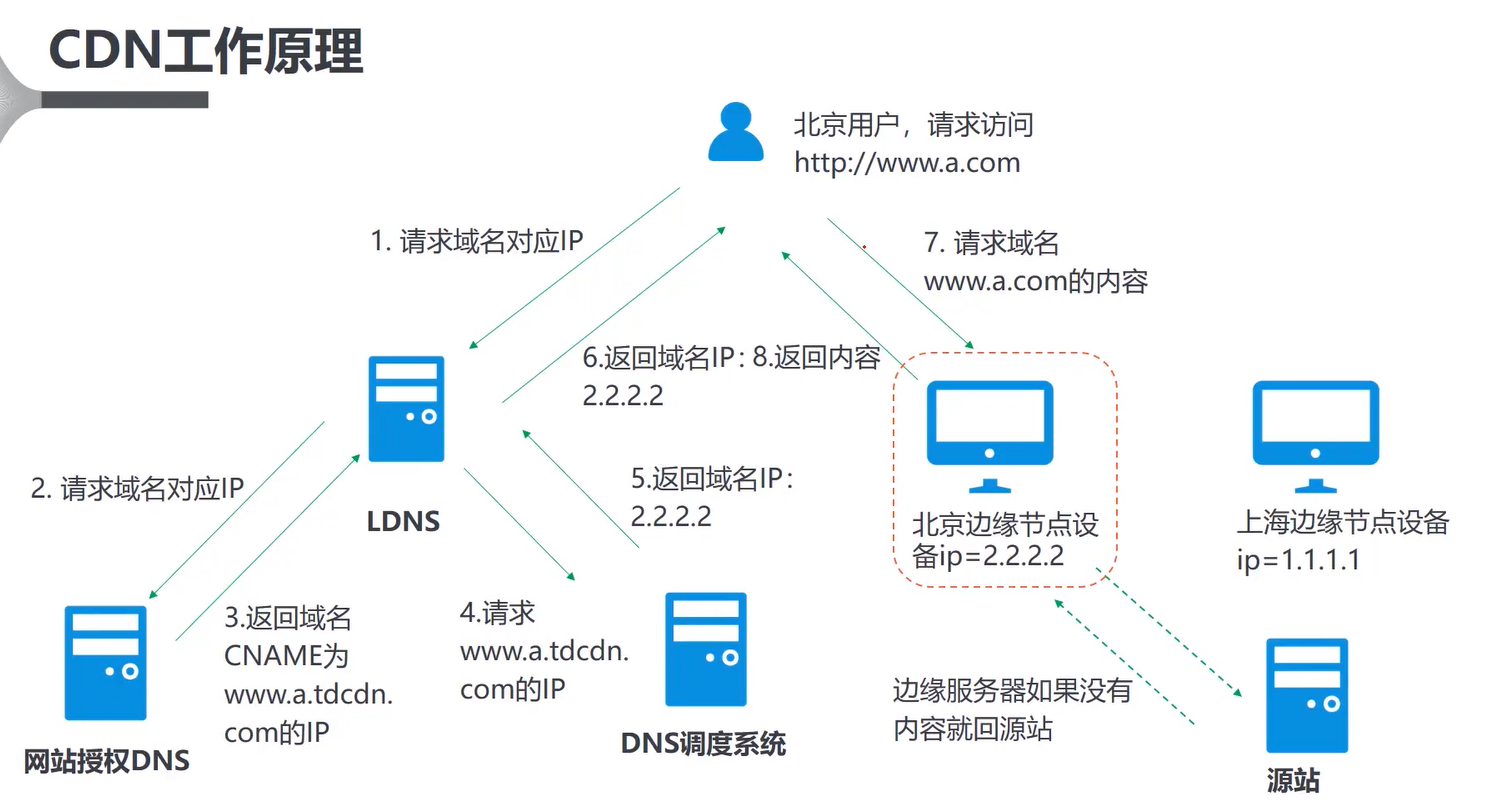 CDN工作原理
北京用户，请求访问
http://www.a.com
1. 请求域名对应IP
7. 请求域名
www.a.com的内容
6.返回域名IP：
2.2.2.2
8.返回内容
2. 请求域名对应IP
LDNS
5.返回域名IP：
2.2.2.2
北京边缘节点设
备ip=2.2.2.2
上海边缘节点设备
ip=1.1.1.1
3.返回域名
CNAME为
www.a.tdcdn.
com的IP
4.请求
www.a.tdcdn.
com的IP
边缘服务器如果没有
内容就回源站
网站授权DNS
DNS调度系统
源站